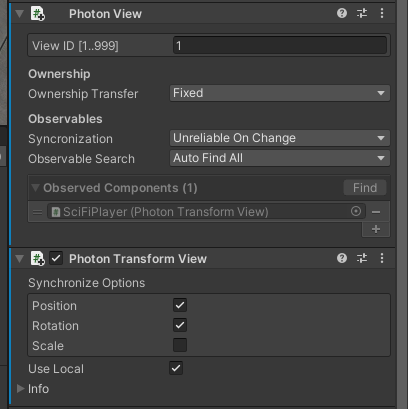 Photon View
View ID [1..999] 1
Ownership
Ownership Transfer Fixed
Observables
Syncronization Unreliable On Change
Observable Search Auto Find All
Observed Components (1) Find
SciFiPlayer (Photon Transform View)
Photon Transform View
Synchronize Options
Position
Rotation
Scale
Use Local
Info